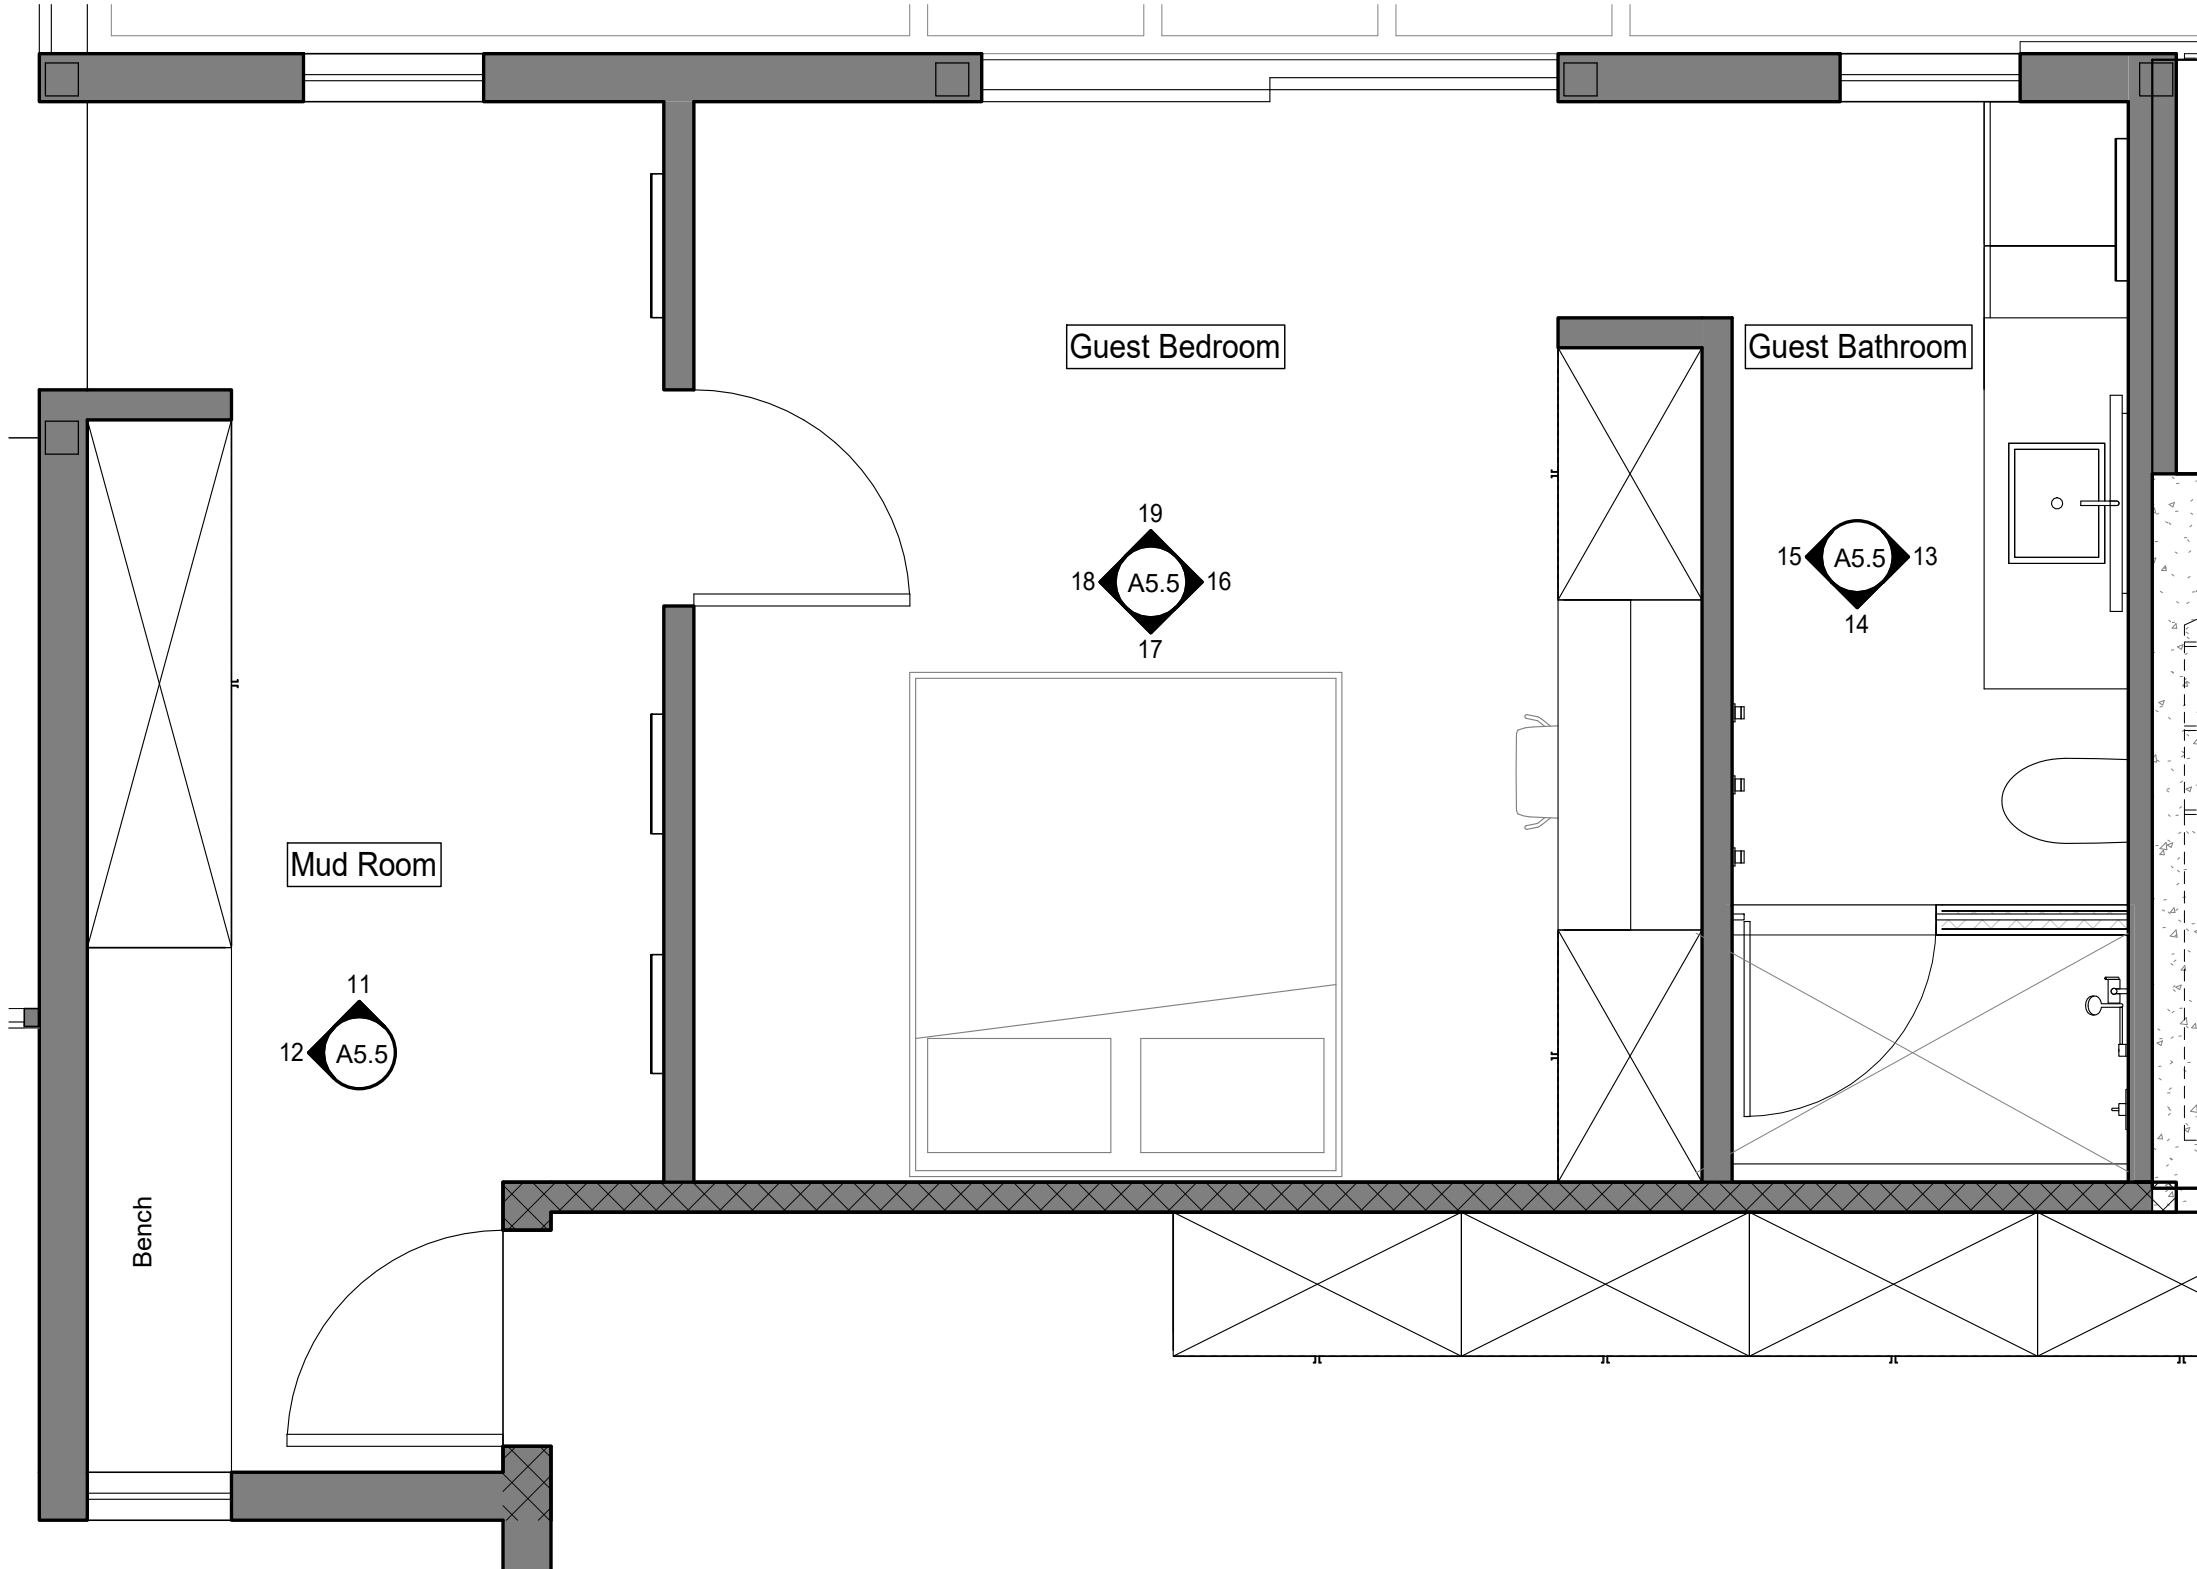 Guest Bedroom
Guest Bathroom
19
18 A5.5 16
17
15 A5.5 13
14
Mud Room
11
12 A5.5
Bench